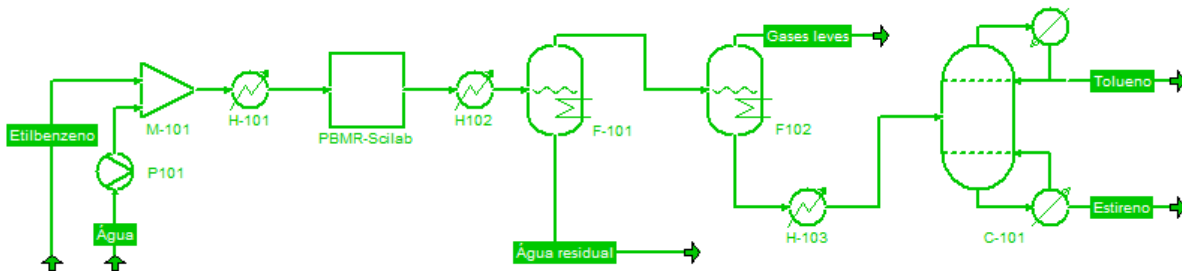 Gases leves
Tolueno
M-101
H-101
PBMR-Scilab
H102
F-101
F102
Etilbenzeno
P101
Água
Água residual
H-103
Estireno
C-101